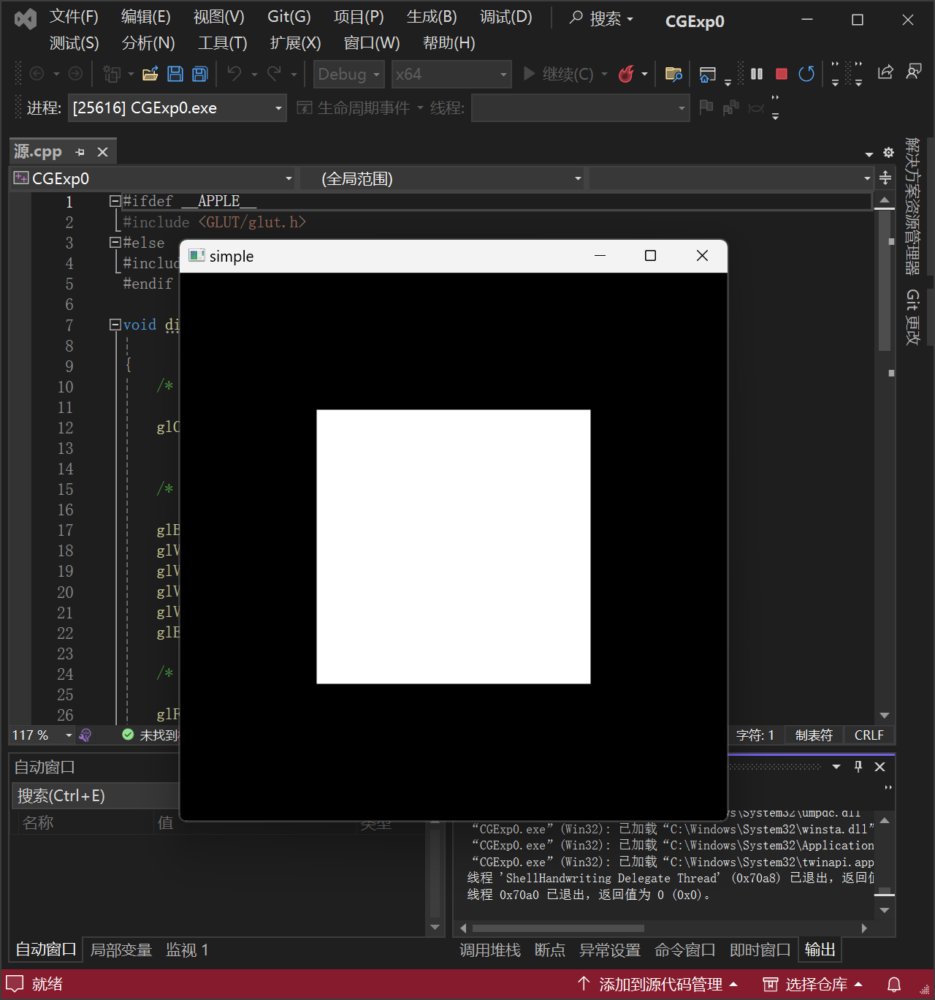 文件(F) 编辑(E) 视图(V) Git(G) 项目(P) 生成(B) 调试(D) 搜索 CGExp0
测试(S) 分析(N) 工具(T) 扩展(X) 窗口(W) 帮助(H)
Debug x64 继续(C)
进程: [25616] CGExp0.exe 生命周期事件 线程:
源.cpp
CGExp0 (全局范围)
1 #ifdef __APPLE__
2 #include <GLUT/glut.h>
3 #else
4 #includ
5 #endif
6
7 void di
8
9 {
10 /*
11
12 glC
13
14
15 /*
16
17 glB
18 glV
19 glV
20 glV
21 glV
22 glE
23
24 /*
25
26 glF
simple
解决方案资源管理器
Git 更改
117 % 未找到 字符: 1 制表符 CRLF
自动窗口
搜索(Ctrl+E)
名称 值 类型
s\System32\umpdc.dll
“CGExp0.exe”(Win32): 已加载“C:\Windows\System32\winsta.dll”
“CGExp0.exe”(Win32): 已加载“C:\Windows\System32\Application
“CGExp0.exe”(Win32): 已加载“C:\Windows\System32\twinapi.app
线程 'ShellHandwriting Delegate Thread' (0x70a8) 已退出，返回值
线程 0x70a0 已退出，返回值为 0 (0x0)。
自动窗口 局部变量 监视 1
调用堆栈 断点 异常设置 命令窗口 即时窗口 输出
就绪 添加到源代码管理 选择仓库